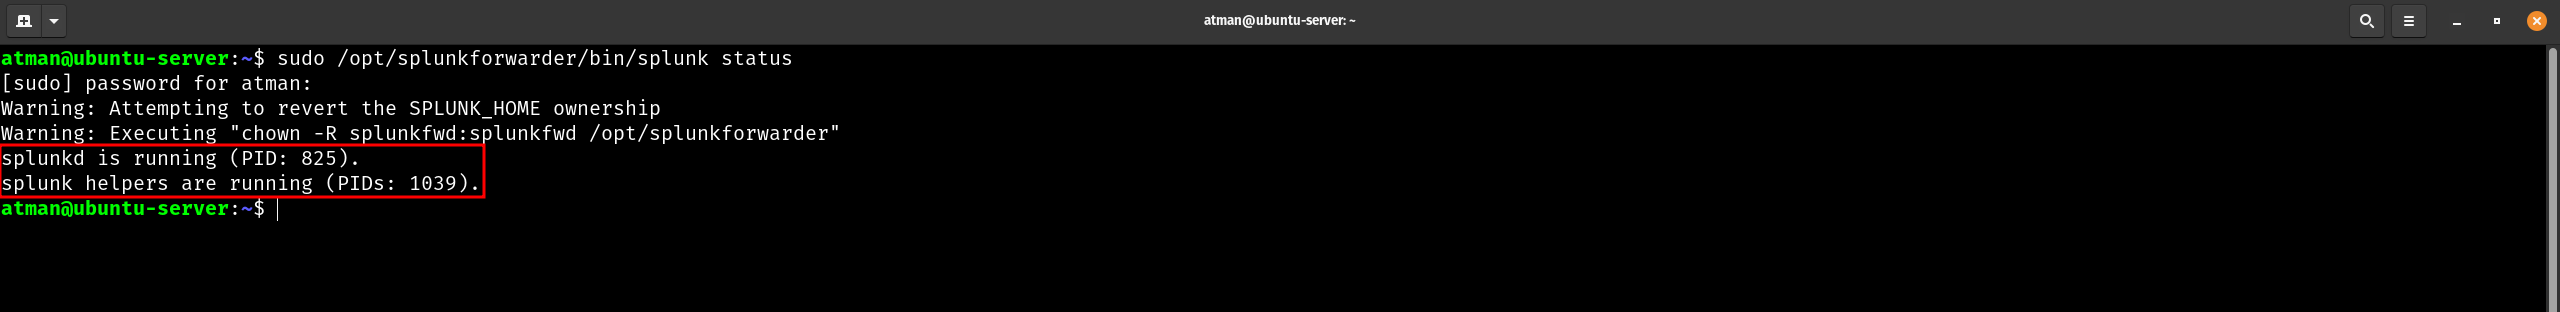 atman@ubuntu-server: ~
atman@ubuntu-server:~$ sudo /opt/splunkforwarder/bin/splunk status
[sudo] password for atman:
Warning: Attempting to revert the SPLUNK_HOME ownership
Warning: Executing "chown -R splunkfwd:splunkfwd /opt/splunkforwarder"
splunkd is running (PID: 825).
splunk helpers are running (PIDs: 1039).
atman@ubuntu-server:~$